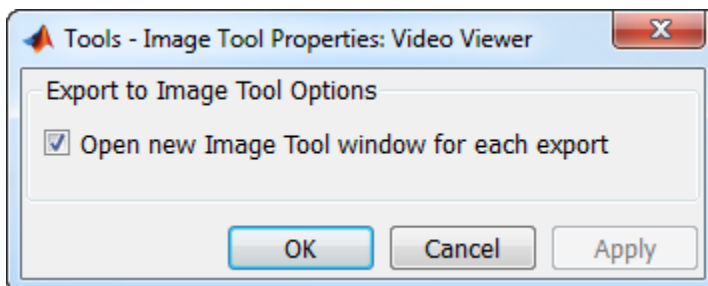 Tools - Image Tool Properties: Video Viewer
Export to Image Tool Options
Open new Image Tool window for each export
OK Cancel Apply